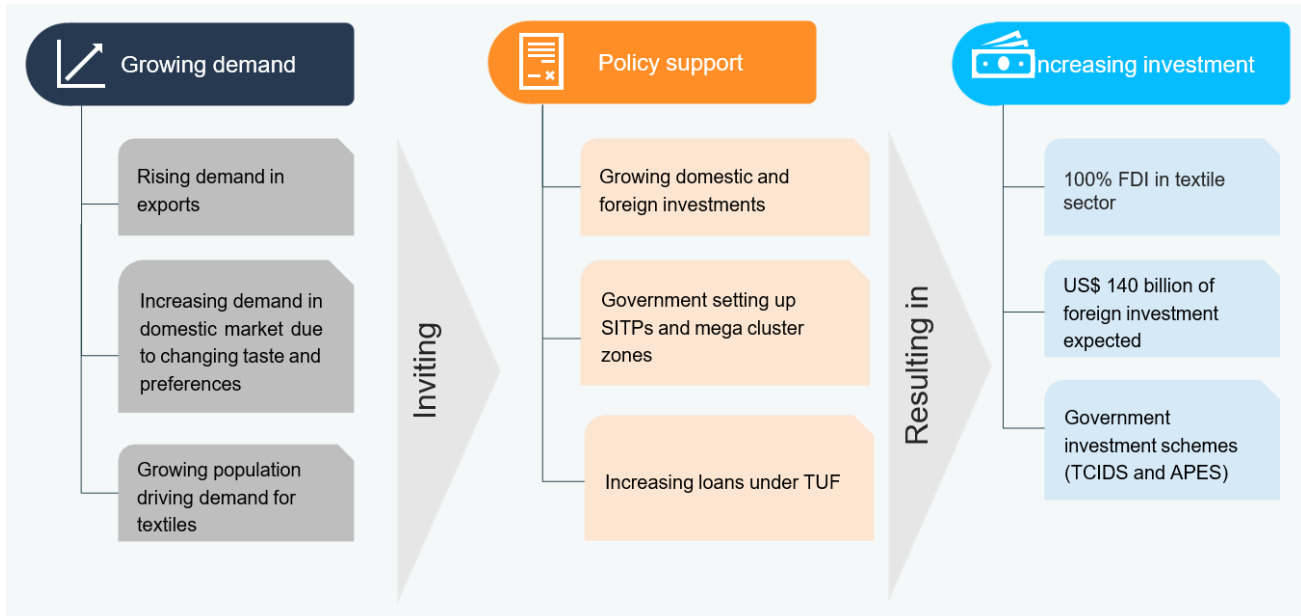 Growing demand
Rising demand in
exports
Increasing demand in
domestic market due
to changing taste and
preferences
Growing population
driving demand for
textiles
Inviting
Policy support
Growing domestic and
foreign investments
Government setting up
SITPs and mega cluster
zones
Increasing loans under TUF
Resulting in
Increasing investment
100% FDI in textile
sector
US$ 140 billion of
foreign investment
expected
Government
investment schemes
(TCIDS and APES)